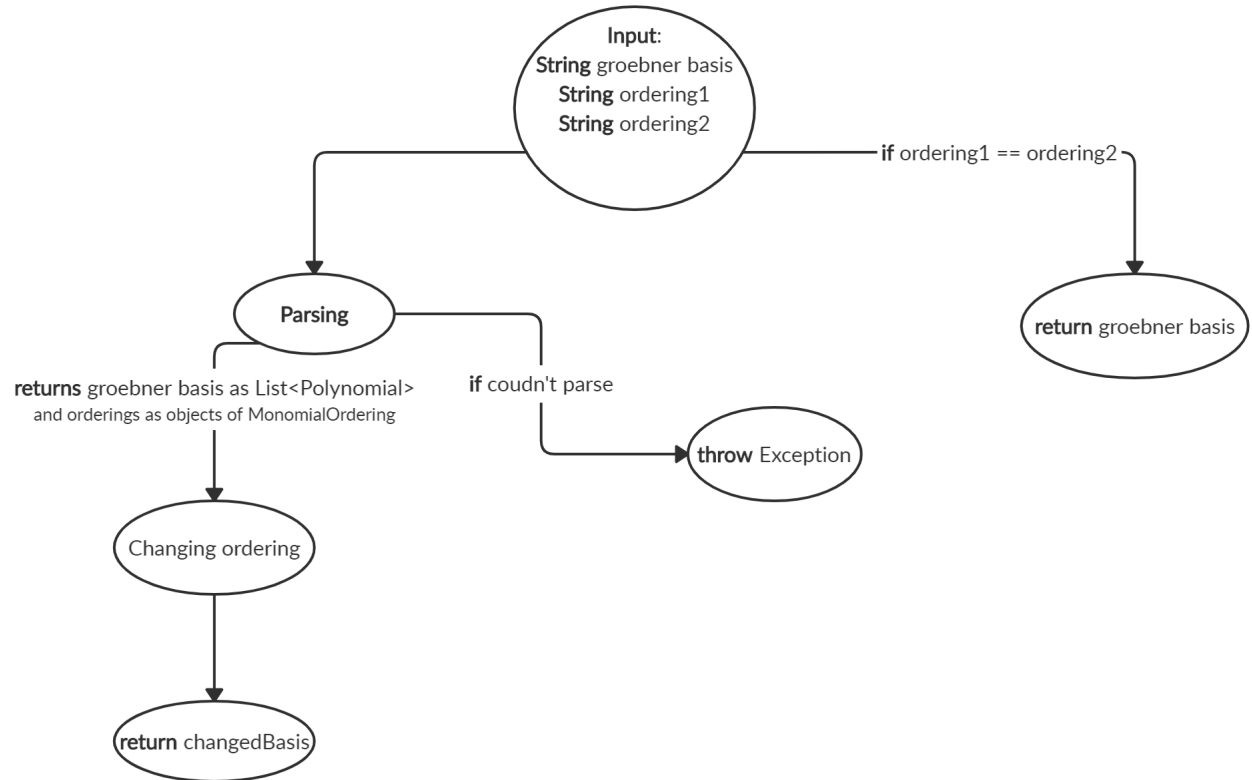 Input:
String groebner basis
String ordering1
String ordering2
if ordering1 == ordering2
Parsing
return groebner basis
returns groebner basis as List<Polynomial>
and orderings as objects of MonomialOrdering
if coudn't parse
throw Exception
Changing ordering
return changedBasis